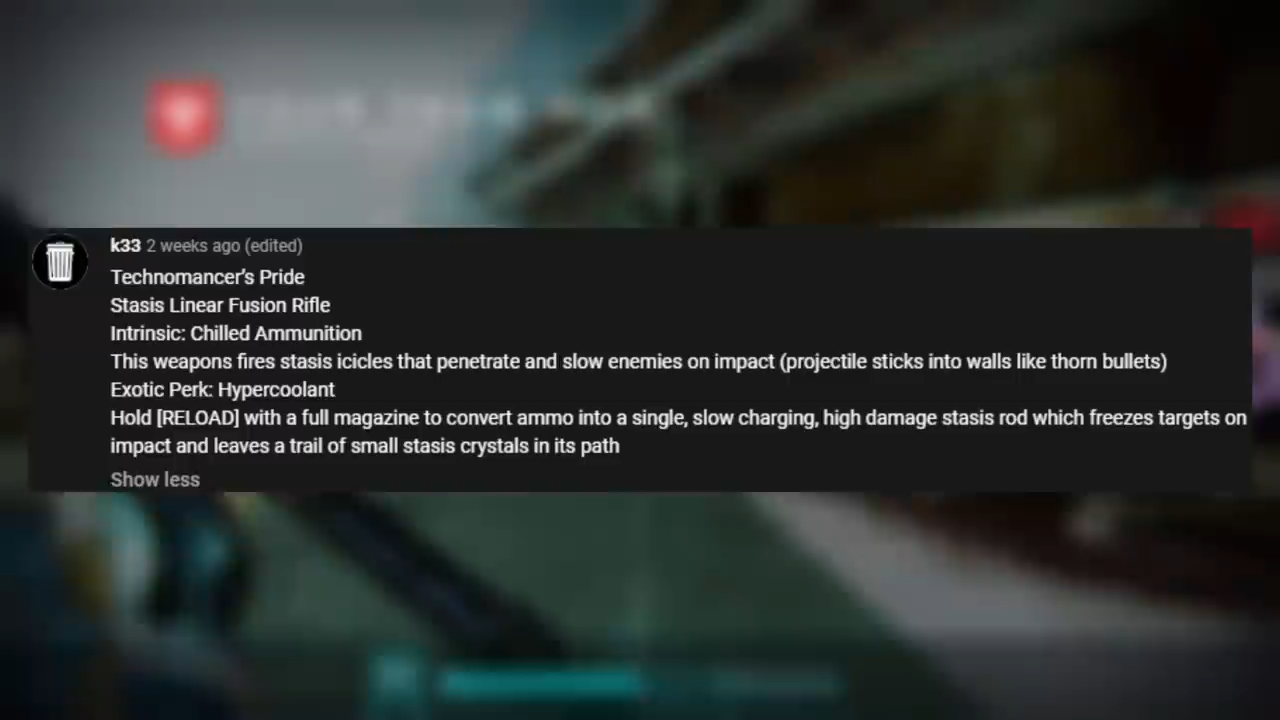 k33 2 weeks ago (edited)
Technomancer's Pride
Stasis Linear Fusion Rifle
Intrinsic: Chilled Ammunition
This weapons fires stasis icicles that penetrate and slow enemies on impact (projectile sticks into walls like thorn bullets)
Exotic Perk: Hypercoolant
Hold [RELOAD] with a full magazine to convert ammo into a single, slow charging, high damage stasis rod which freezes targets on
impact and leaves a trail of small stasis crystals in its path
Show less